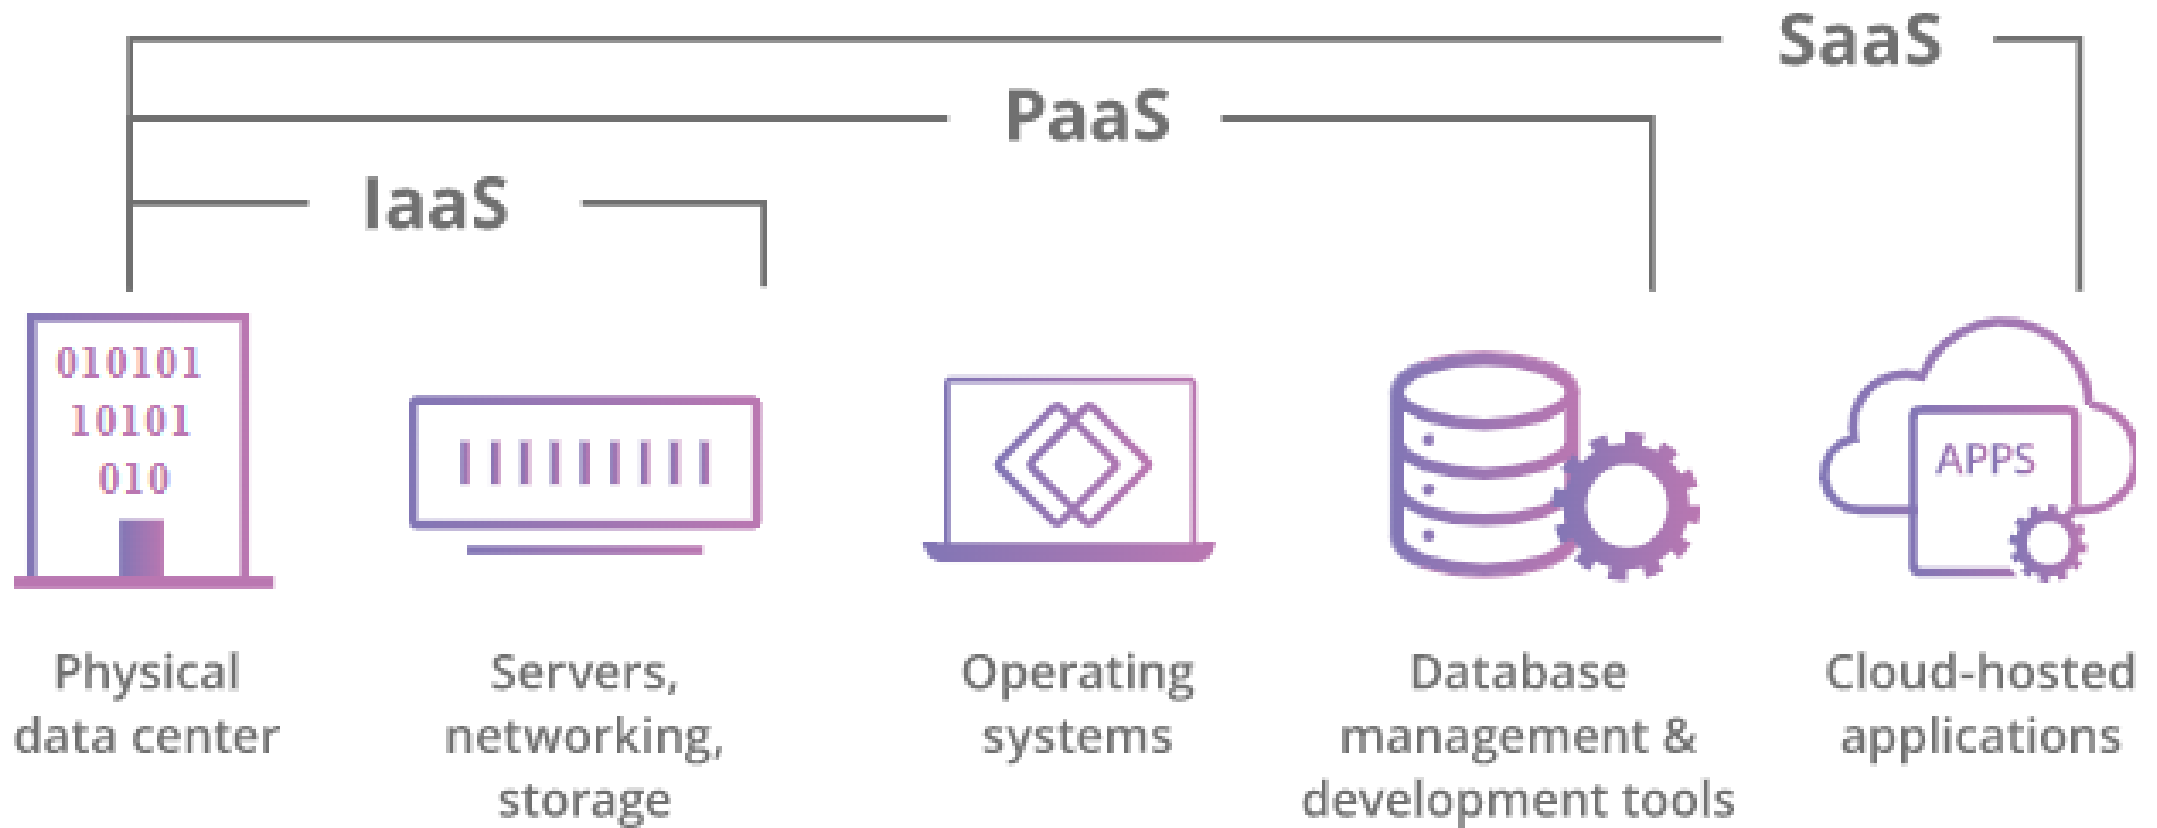 SaaS
PaaS
IaaS
010101
10101
010
APPS
Physical
data center
Servers,
networking,
storage
Operating
systems
Database
management &
development tools
Cloud-hosted
applications